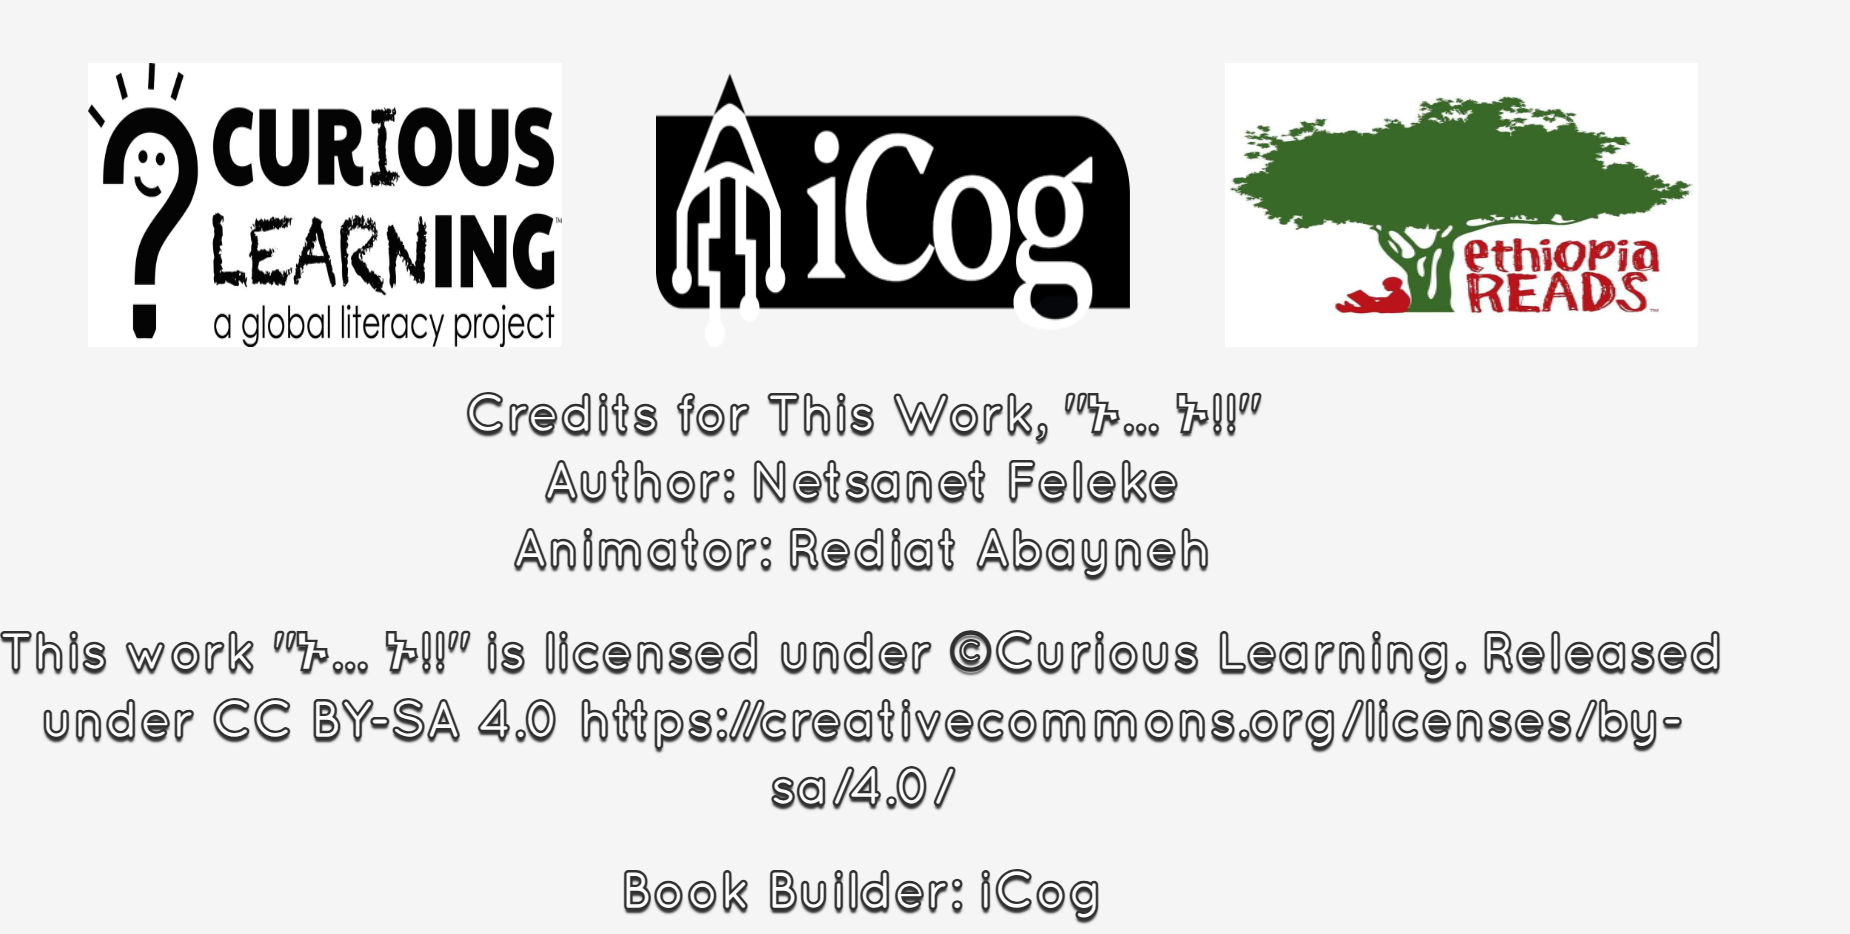 CURIOUS
LEARNING™
a global literacy project
iCog
ethiopia
READS™
Credits for This Work, "ኑ... ኑ!!"
Author: Netsanet Feleke
Animator: Rediat Abayneh
This work "ኑ... ኑ!!" is licensed under ©Curious Learning. Released
under CC BY-SA 4.0 https://creativecommons.org/licenses/by-
sa/4.0/
Book Builder: iCog